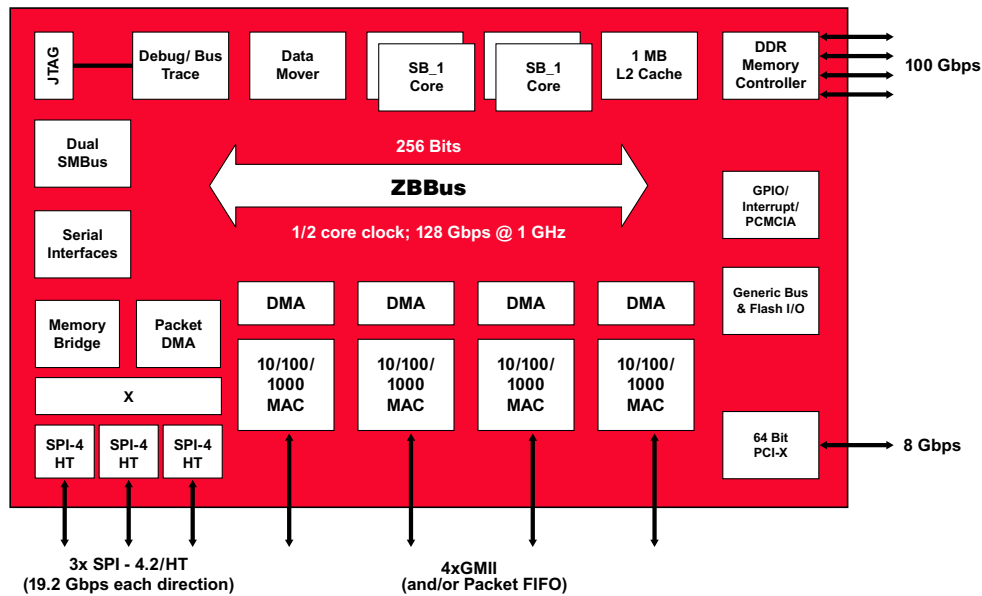 JTAG
Debug/ Bus
Trace
Data
Mover
SB_1
Core
SB_1
Core
1 MB
L2 Cache
DDR
Memory
Controller
100 Gbps
Dual
SMBus
256 Bits
ZBBus
1/2 core clock; 128 Gbps @ 1 GHz
GPIO/
Interrupt/
PCMCIA
Serial
Interfaces
Generic Bus
& Flash I/O
Memory
Bridge
Packet
DMA
DMA
DMA
DMA
DMA
10/100/
1000
MAC
10/100/
1000
MAC
10/100/
1000
MAC
10/100/
1000
MAC
X
SPI-4
HT
SPI-4
HT
SPI-4
HT
64 Bit
PCI-X
8 Gbps
3x SPI - 4.2/HT
(19.2 Gbps each direction)
4xGMII
(and/or Packet FIFO)